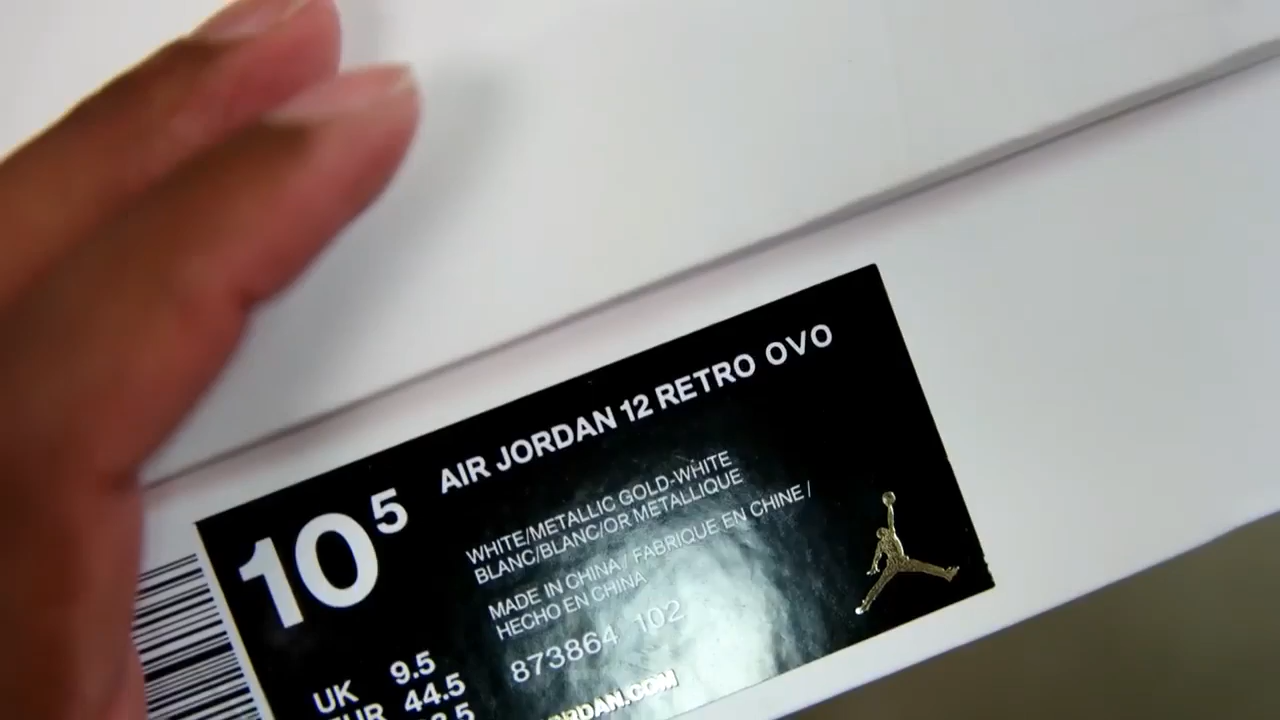 10⁵
AIR JORDAN 12 RETRO OVO
WHITE/METALLIC GOLD-WHITE
BLANC/BLANC/OR METALLIQUE
MADE IN CHINA / FABRIQUE EN CHINE /
HECHO EN CHINA
873864 102
UK 9.5
EUR 44.5